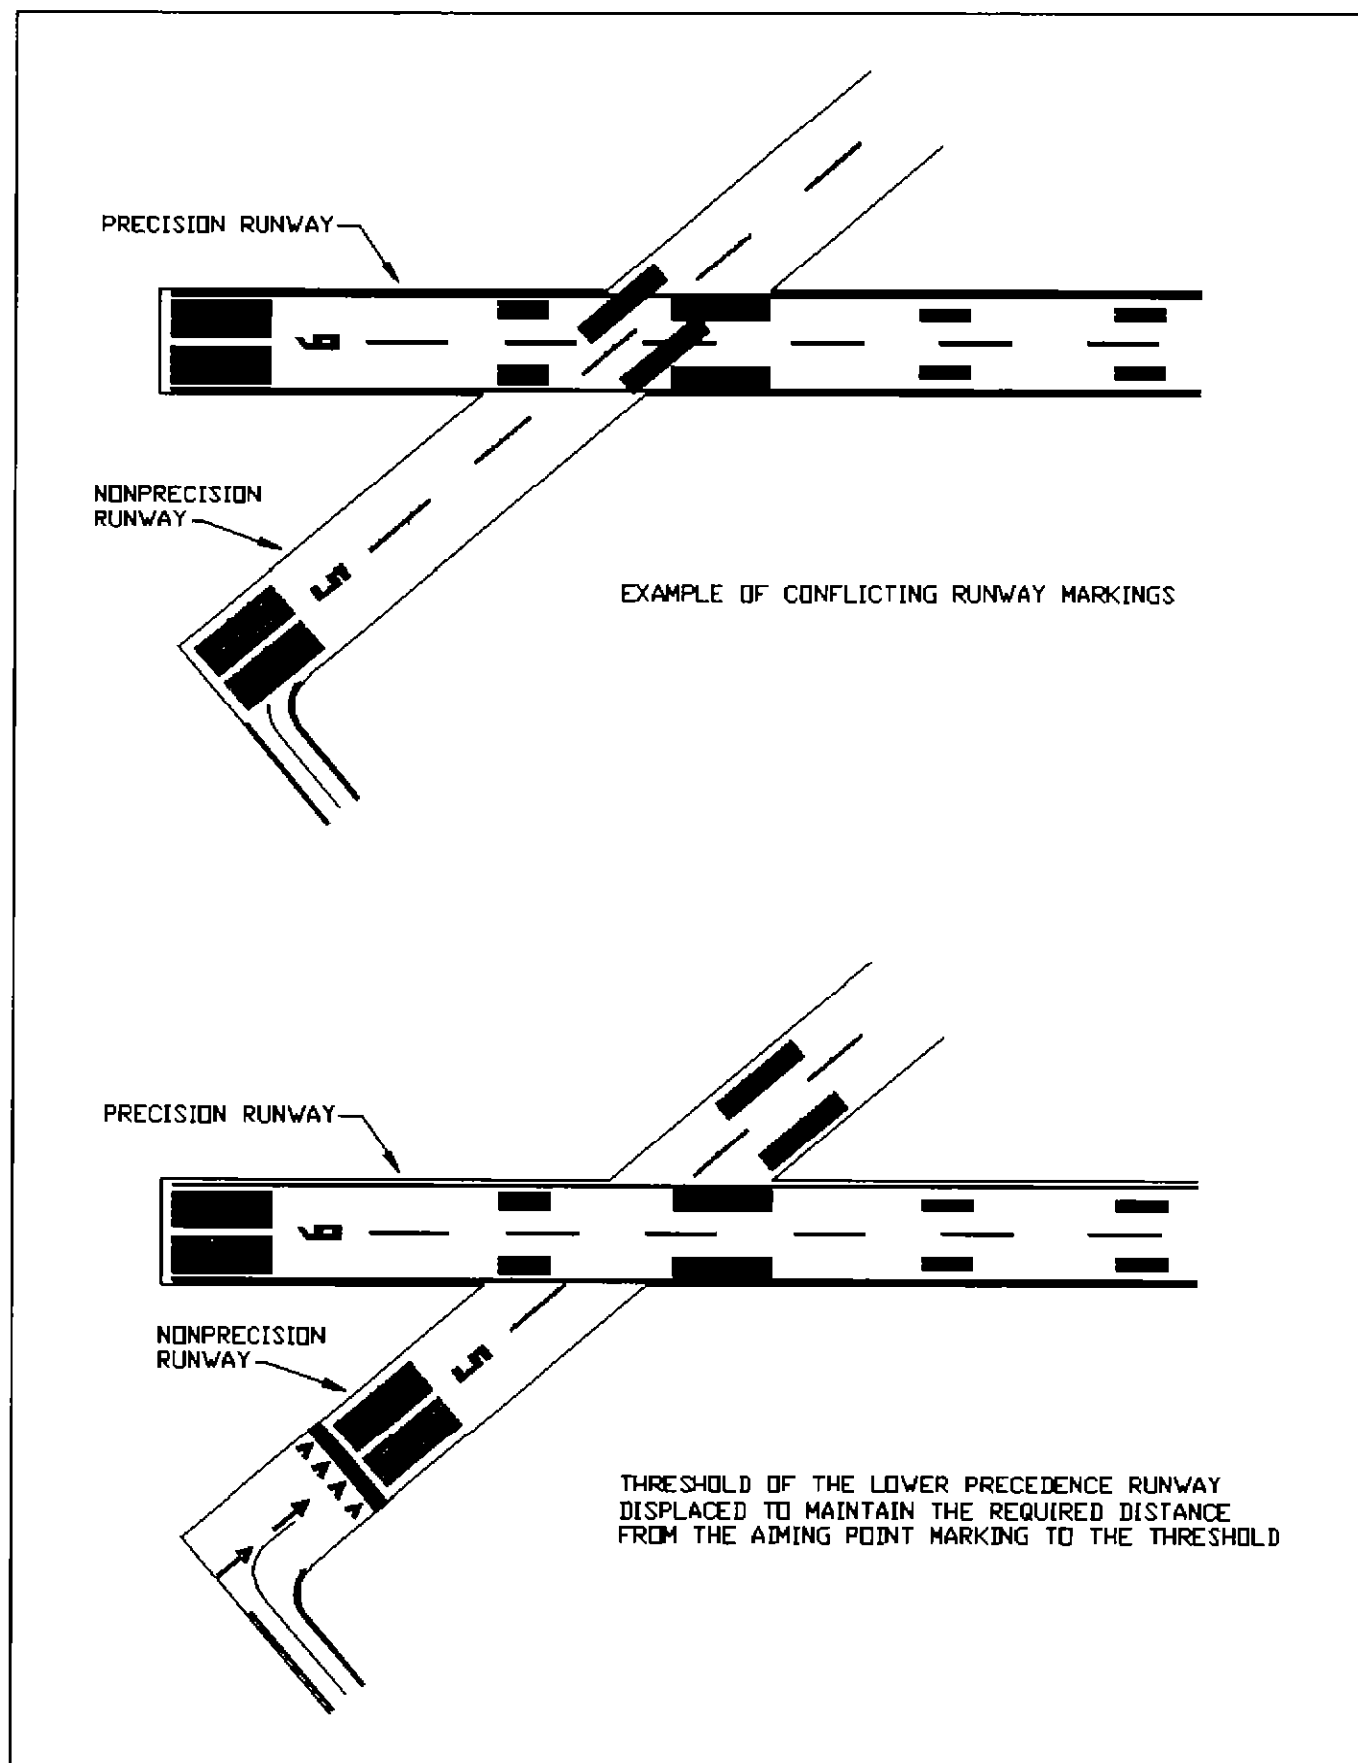 PRECISION RUNWAY
9
NONPRECISION
RUNWAY
5
EXAMPLE OF CONFLICTING RUNWAY MARKINGS
PRECISION RUNWAY
9
NONPRECISION
RUNWAY
5
THRESHOLD OF THE LOWER PRECEDENCE RUNWAY
DISPLACED TO MAINTAIN THE REQUIRED DISTANCE
FROM THE AIMING POINT MARKING TO THE THRESHOLD